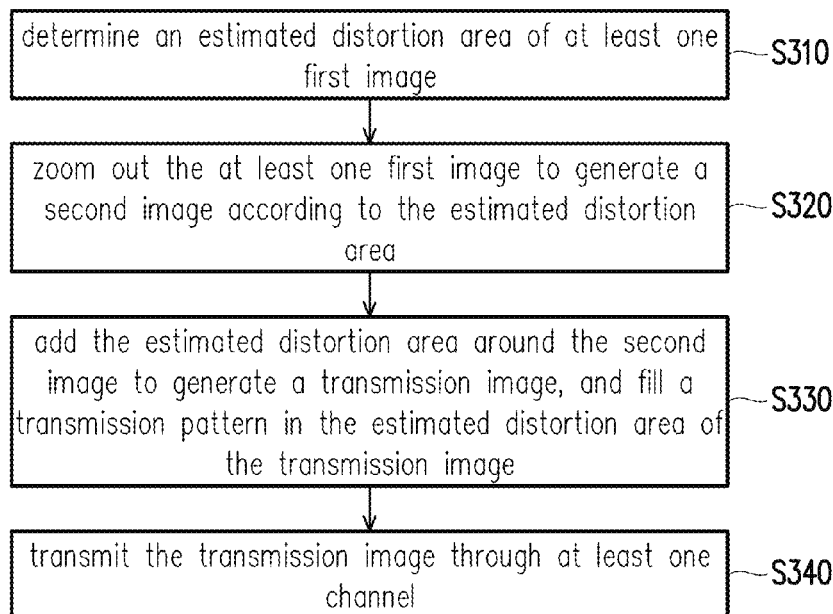 determine an estimated distortion area of at least one
first image
S310
zoom out the at least one first image to generate a
second image according to the estimated distortion
area
S320
add the estimated distortion area around the second
image to generate a transmission image, and fill a
transmission pattern in the estimated distortion area of
the transmission image
S330
transmit the transmission image through at least one
channel
S340